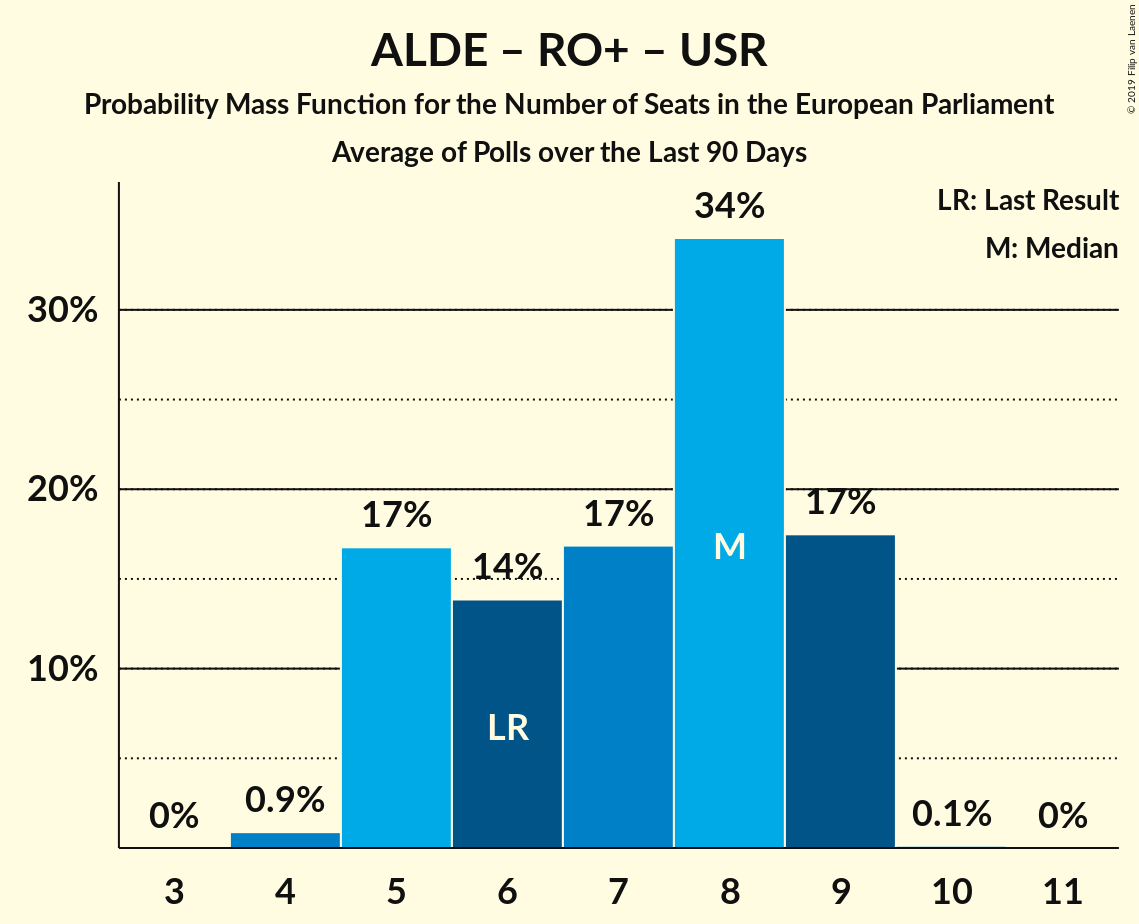 ALDE – RO+ – USR
Probability Mass Function for the Number of Seats in the European Parliament
Average of Polls over the Last 90 Days
© 2019 Filip van Laenen
LR: Last Result
M: Median
34%
30%
20%
17%
17%
17%
M
14%
10%
LR
0.9%
0%
0.1%
0%
3 4 5 6 7 8 9 10 11